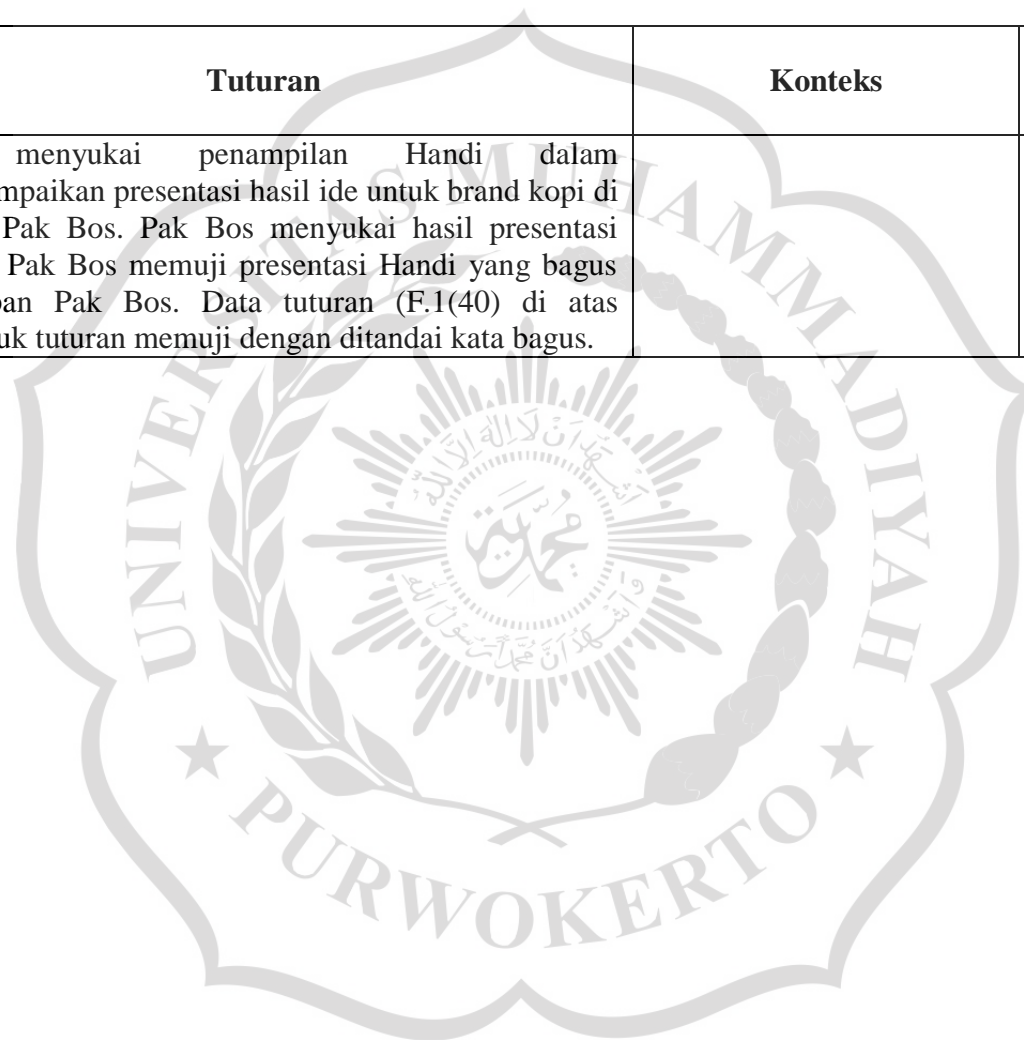 Tuturan
Konteks
menyukai penampilan Handi dalam
mpaikan presentasi hasil ide untuk brand kopi di
Pak Bos. Pak Bos menyukai hasil presentasi
Pak Bos memuji presentasi Handi yang bagus
pan Pak Bos. Data tuturan (F.1(40) di atas
uk tuturan memuji dengan ditandai kata bagus.
UNIVERSITAS MUHAMMADIYAH
★ PURWOKERTO ★